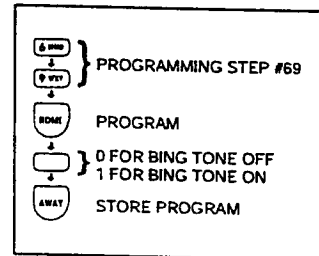 PROGRAMMING STEP #69
HOME
PROGRAM
0 FOR BING TONE OFF
1 FOR BING TONE ON
AWAY
STORE PROGRAM